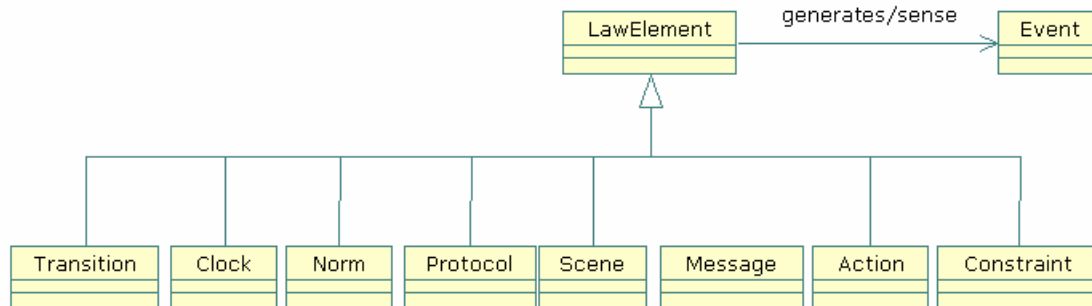 generates/sense
LawElement
Event
Transition
Clock
Norm
Protocol
Scene
Message
Action
Constraint